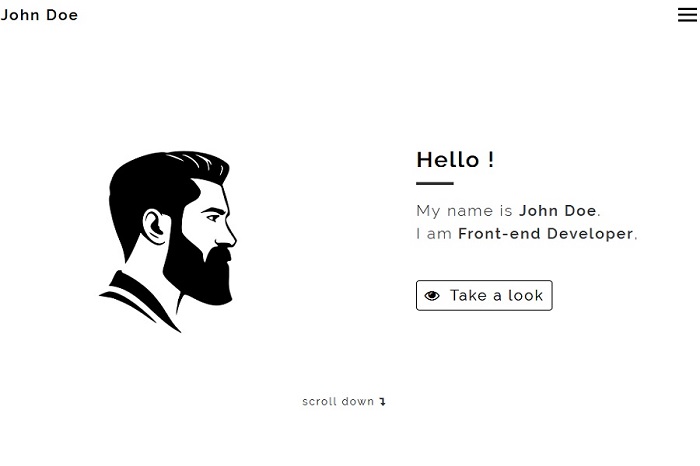 John Doe
Hello !
My name is John Doe.
I am Front-end Developer,
Take a look
scroll down ↴